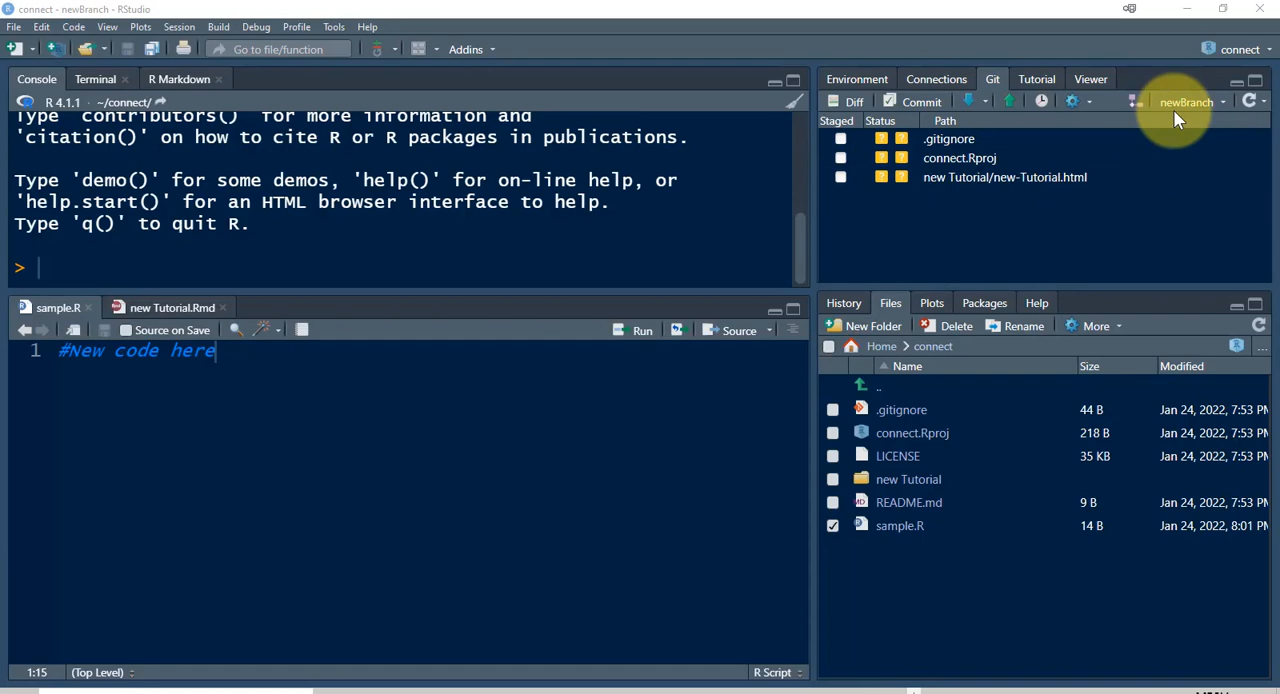 connect - newBranch - RStudio
File Edit Code View Plots Session Build Debug Profile Tools Help
Go to file/function Addins connect
Console Terminal R Markdown
R 4.1.1 · ~/connect/
Type 'contributors()' for more information and
'citation()' on how to cite R or R packages in publications.
Type 'demo()' for some demos, 'help()' for on-line help, or
'help.start()' for an HTML browser interface to help.
Type 'q()' to quit R.
>
sample.R new Tutorial.Rmd
Source on Save Run Source
1 #New code here
1:15 (Top Level) R Script
Environment Connections Git Tutorial Viewer
Diff Commit newBranch
Staged Status Path
? ? .gitignore
? ? connect.Rproj
? ? new Tutorial/new-Tutorial.html
History Files Plots Packages Help
New Folder Delete Rename More
Home > connect ...
Name Size Modified
..
.gitignore 44 B Jan 24, 2022, 7:53 PM
connect.Rproj 218 B Jan 24, 2022, 7:53 PM
LICENSE 35 KB Jan 24, 2022, 7:53 PM
new Tutorial
README.md 9 B Jan 24, 2022, 7:53 PM
sample.R 14 B Jan 24, 2022, 8:01 PM